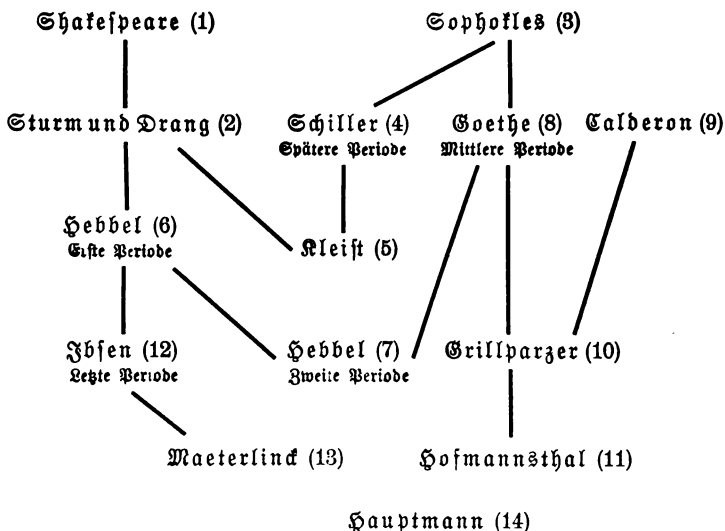 Shakeſpeare (1)
Sophokles (3)
Sturm und Drang (2)
Schiller (4)
Spätere Periode
Goethe (8)
Mittlere Periode
Calderon (9)
Hebbel (6)
Erſte Periode
Kleiſt (5)
Ibſen (12)
Letzte Periode
Hebbel (7)
Zweite Periode
Grillparzer (10)
Maeterlinck (13)
Hofmannsthal (11)
Hauptmann (14)